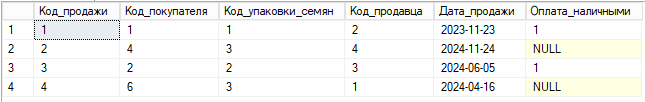 Код_продажи Код_покупателя Код_упаковки_семян Код_продавца Дата_продажи Оплата_наличными
1 1 1 1 2 2023-11-23 1
2 2 4 3 4 2024-11-24 NULL
3 3 2 2 3 2024-06-05 1
4 4 6 3 1 2024-04-16 NULL